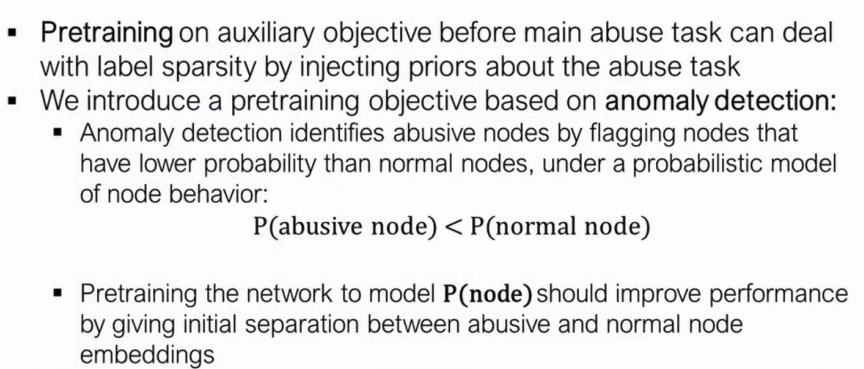 ▪ Pretraining on auxiliary objective before main abuse task can deal
with label sparsity by injecting priors about the abuse task
▪ We introduce a pretraining objective based on anomaly detection:
▪ Anomaly detection identifies abusive nodes by flagging nodes that
have lower probability than normal nodes, under a probabilistic model
of node behavior:
P(abusive node) < P(normal node)
▪ Pretraining the network to model P(node) should improve performance
by giving initial separation between abusive and normal node
embeddings